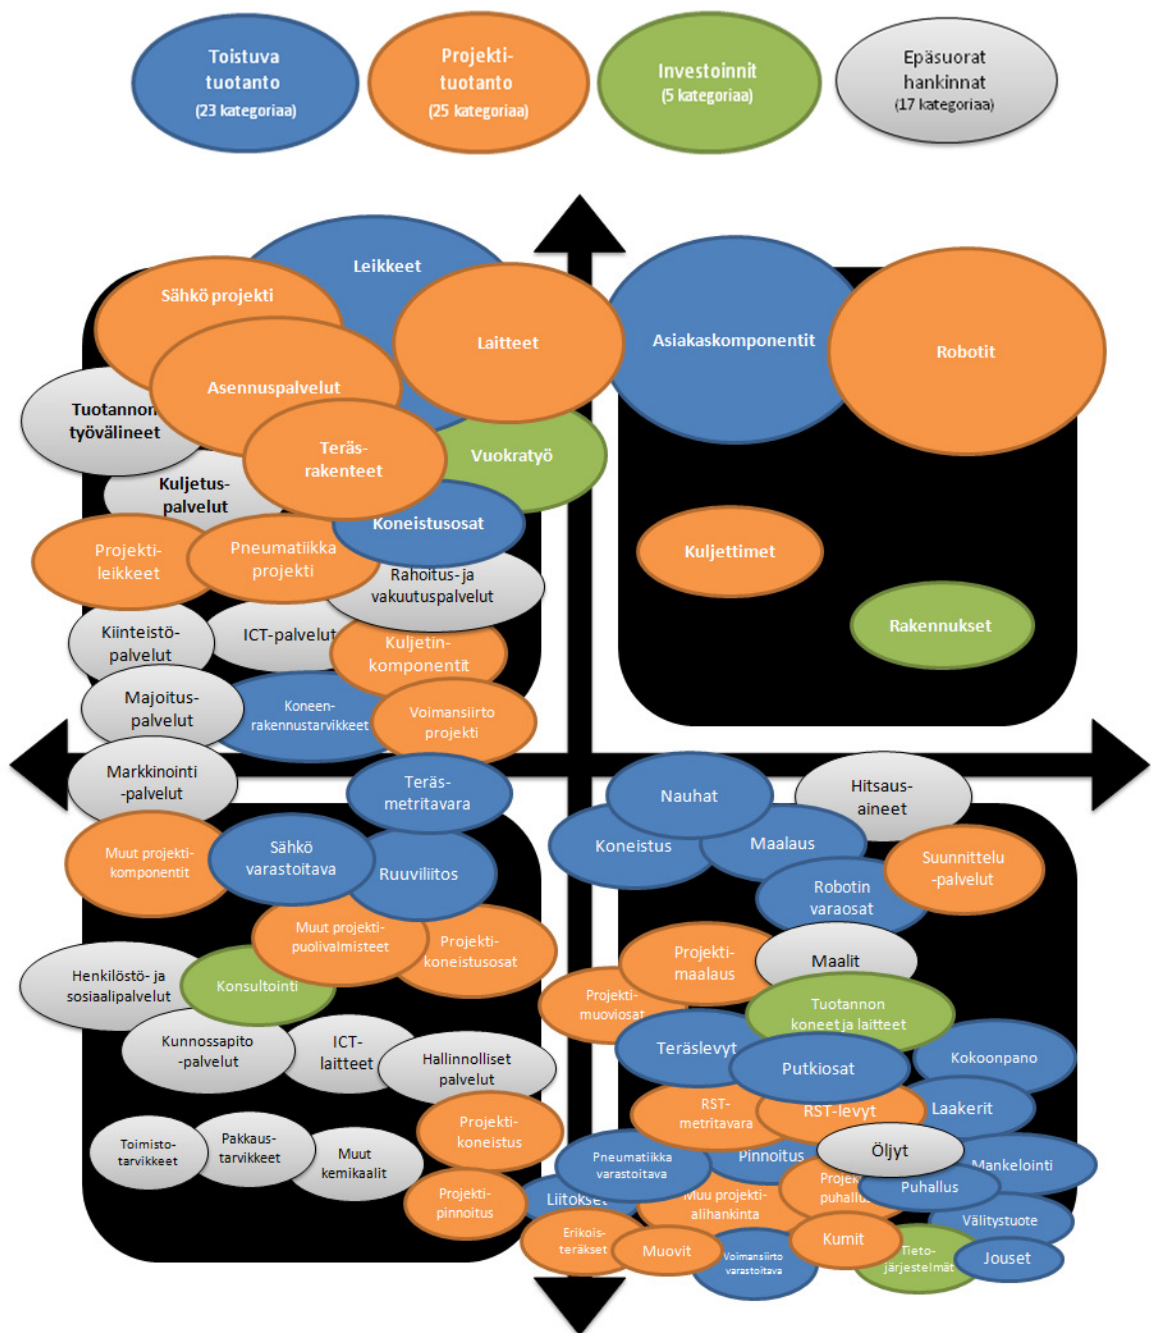 Toistuva
tuotanto
(23 kategoriaa)
Projekti-
tuotanto
(25 kategoriaa)
Investoinnit
(5 kategoriaa)
Epäsuorat
hankinnat
(17 kategoriaa)
Leikkeet
Sähkö projekti
Laitteet
Asennuspalvelut
Tuotannon
työvälineet
Teräs-
rakenteet
Vuokratyö
Kuljetus-
palvelut
Koneistusosat
Projekti-
leikkeet
Pneumatiikka
projekti
Rahoitus- ja
vakuutuspalvelut
Kiinteistö-
palvelut
ICT-palvelut
Kuljetin-
komponentit
Majoitus-
palvelut
Koneen-
rakennustarvikkeet
Voimansiirto
projekti
Markkinointi
-palvelut
Asiakaskomponentit
Robotit
Kuljettimet
Rakennukset
Teräs-
metritavara
Muut projekti-
komponentit
Sähkö
varastoitava
Ruuviliitos
Muut projekti-
puolivalmisteet
Projekti-
koneistusosat
Henkilöstö- ja
sosiaalipalvelut
Konsultointi
Kunnossapito
-palvelut
ICT-
laitteet
Hallinnolliset
palvelut
Projekti-
koneistus
Toimisto-
tarvikkeet
Pakkaus-
tarvikkeet
Muut
kemikaalit
Projekti-
pinnoitus
Nauhat
Hitsaus-
aineet
Koneistus
Maalaus
Suunnittelu
-palvelut
Robotin
varaosat
Projekti-
maalaus
Maalit
Projekti-
muoviosat
Tuotannon
koneet ja laitteet
Teräslevyt
Putkiosat
Kokoonpano
RST-
metritavara
RST-levyt
Laakerit
Öljyt
Pneumatiikka
varastoitava
Pinnoitus
Mankelointi
Liitokset
Muu projekti-
alihankinta
Puhallus
Välitystuote
Erikois-
teräkset
Muovit
Voimansiirto
varastoitava
Kumit
Tieto-
järjestelmät
Jouset